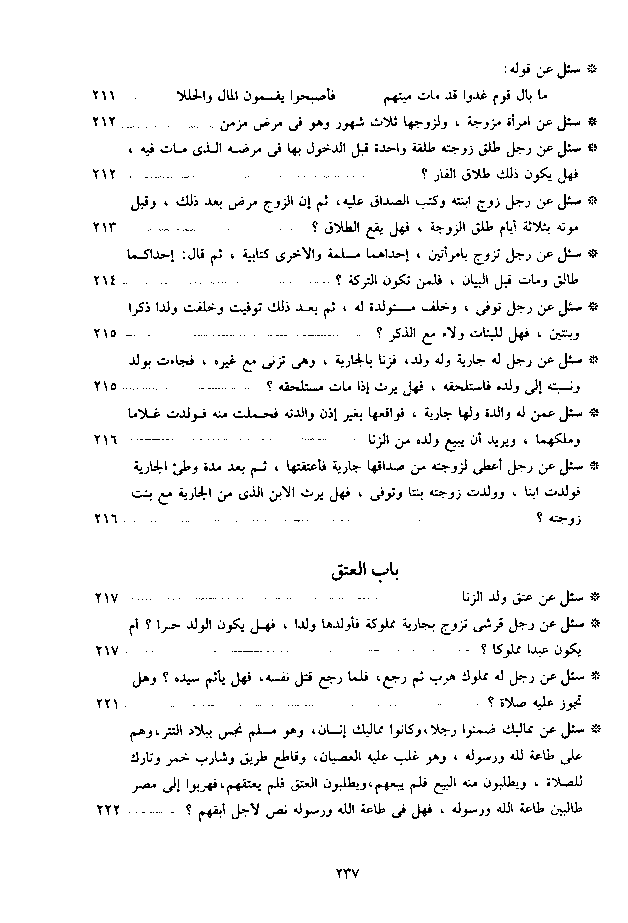 * سئل عن قوله:
ما بال قوم غدوا قد مات ميتهم فأصبحوا يقسمون المال والحللا . ٢١١
* سئل عن امرأة مزوجة ، ولزوجها ثلاث شهور وهو فى مرض مزمن ........ ٢١٢
* سئل عن رجل طلق زوجته طلقة واحدة قبل الدخول بها فى مرضه الذى مات فيه ،
فهل يكون ذلك طلاق الفار ؟ ........ ٢١٢
* سئل عن رجل زوج ابنته وكتب الصداق عليه، ثم إن الزوج مرض بعد ذلك ، وقبل
موته بثلاثة أيام طلق الزوجة ، فهل يقع الطلاق ؟ ........ ٢١٣
* سئل عن رجل تزوج بامرأتين ، إحداهما مسلمة والاخرى كتابية ، ثم قال: إحداكما
طالق ومات قبل البيان ، فلمن تكون التركة ؟ ........ ٢١٤
* سئل عن رجل توفى ، وخلف مستولدة له ، ثم بعد ذلك توفيت وخلفت ولدا ذكرا
وبنتين ، فهل للبنات ولاء مع الذكر ؟ ........ ٢١٥
* سئل عن رجل له جارية وله ولد، فزنا بالجارية ، وهى تزنى مع غيره ، فجاءت بولد
ونسبته إلى ولده فاستلحقه ، فهل يرث إذا مات مستلحقه ؟ ........ ٢١٥
* سئل عمن له والدة ولها جارية ، فواقعها بغير إذن والدته فحملت منه فولدت غلاما
وملكهما ، ويريد أن يبيع ولده من الزنا ........ ٢١٦
* سئل عن رجل أعطى لزوجته من صداقها جارية فأعتقتها ، ثم بعد مدة وطئ الجارية
فولدت ابنا ، وولدت زوجته بنتا وتوفى ، فهل يرث الابن الذى من الجارية مع بنت
زوجته ؟ ........ ٢١٦
باب العتق
* سئل عن عتق ولد الزنا ........ ٢١٧
* سئل عن رجل قرشى تزوج بجارية مملوكة فأولدها ولدا ، فهل يكون الولد حرا ؟ أم
يكون عبدا مملوكا ؟ ........ ٢١٧
* سئل عن رجل له مملوك هرب ثم رجع، فلما رجع قتل نفسه، فهل يأثم سيده ؟ وهل
تجوز عليه صلاة ؟ ........ ٢٢١
* سئل عن مماليك ضمنوا رجلا،وكانوا مماليك إنسان، وهو مسلم نجس ببلاد التتر،وهم
على طاعة لله ورسوله ، وهو غلب عليه العصيان، وقاطع طريق وشارب خمر وتارك
للصلاة ، ويطلبون منه البيع فلم يبعهم،ويطلبون العتق فلم يعتقهم،فهربوا إلى مصر
طالبين طاعة الله ورسوله ، فهل فى طاعة الله ورسوله نص لأجل أبقهم ؟ ........ ٢٢٢
٢٣٧